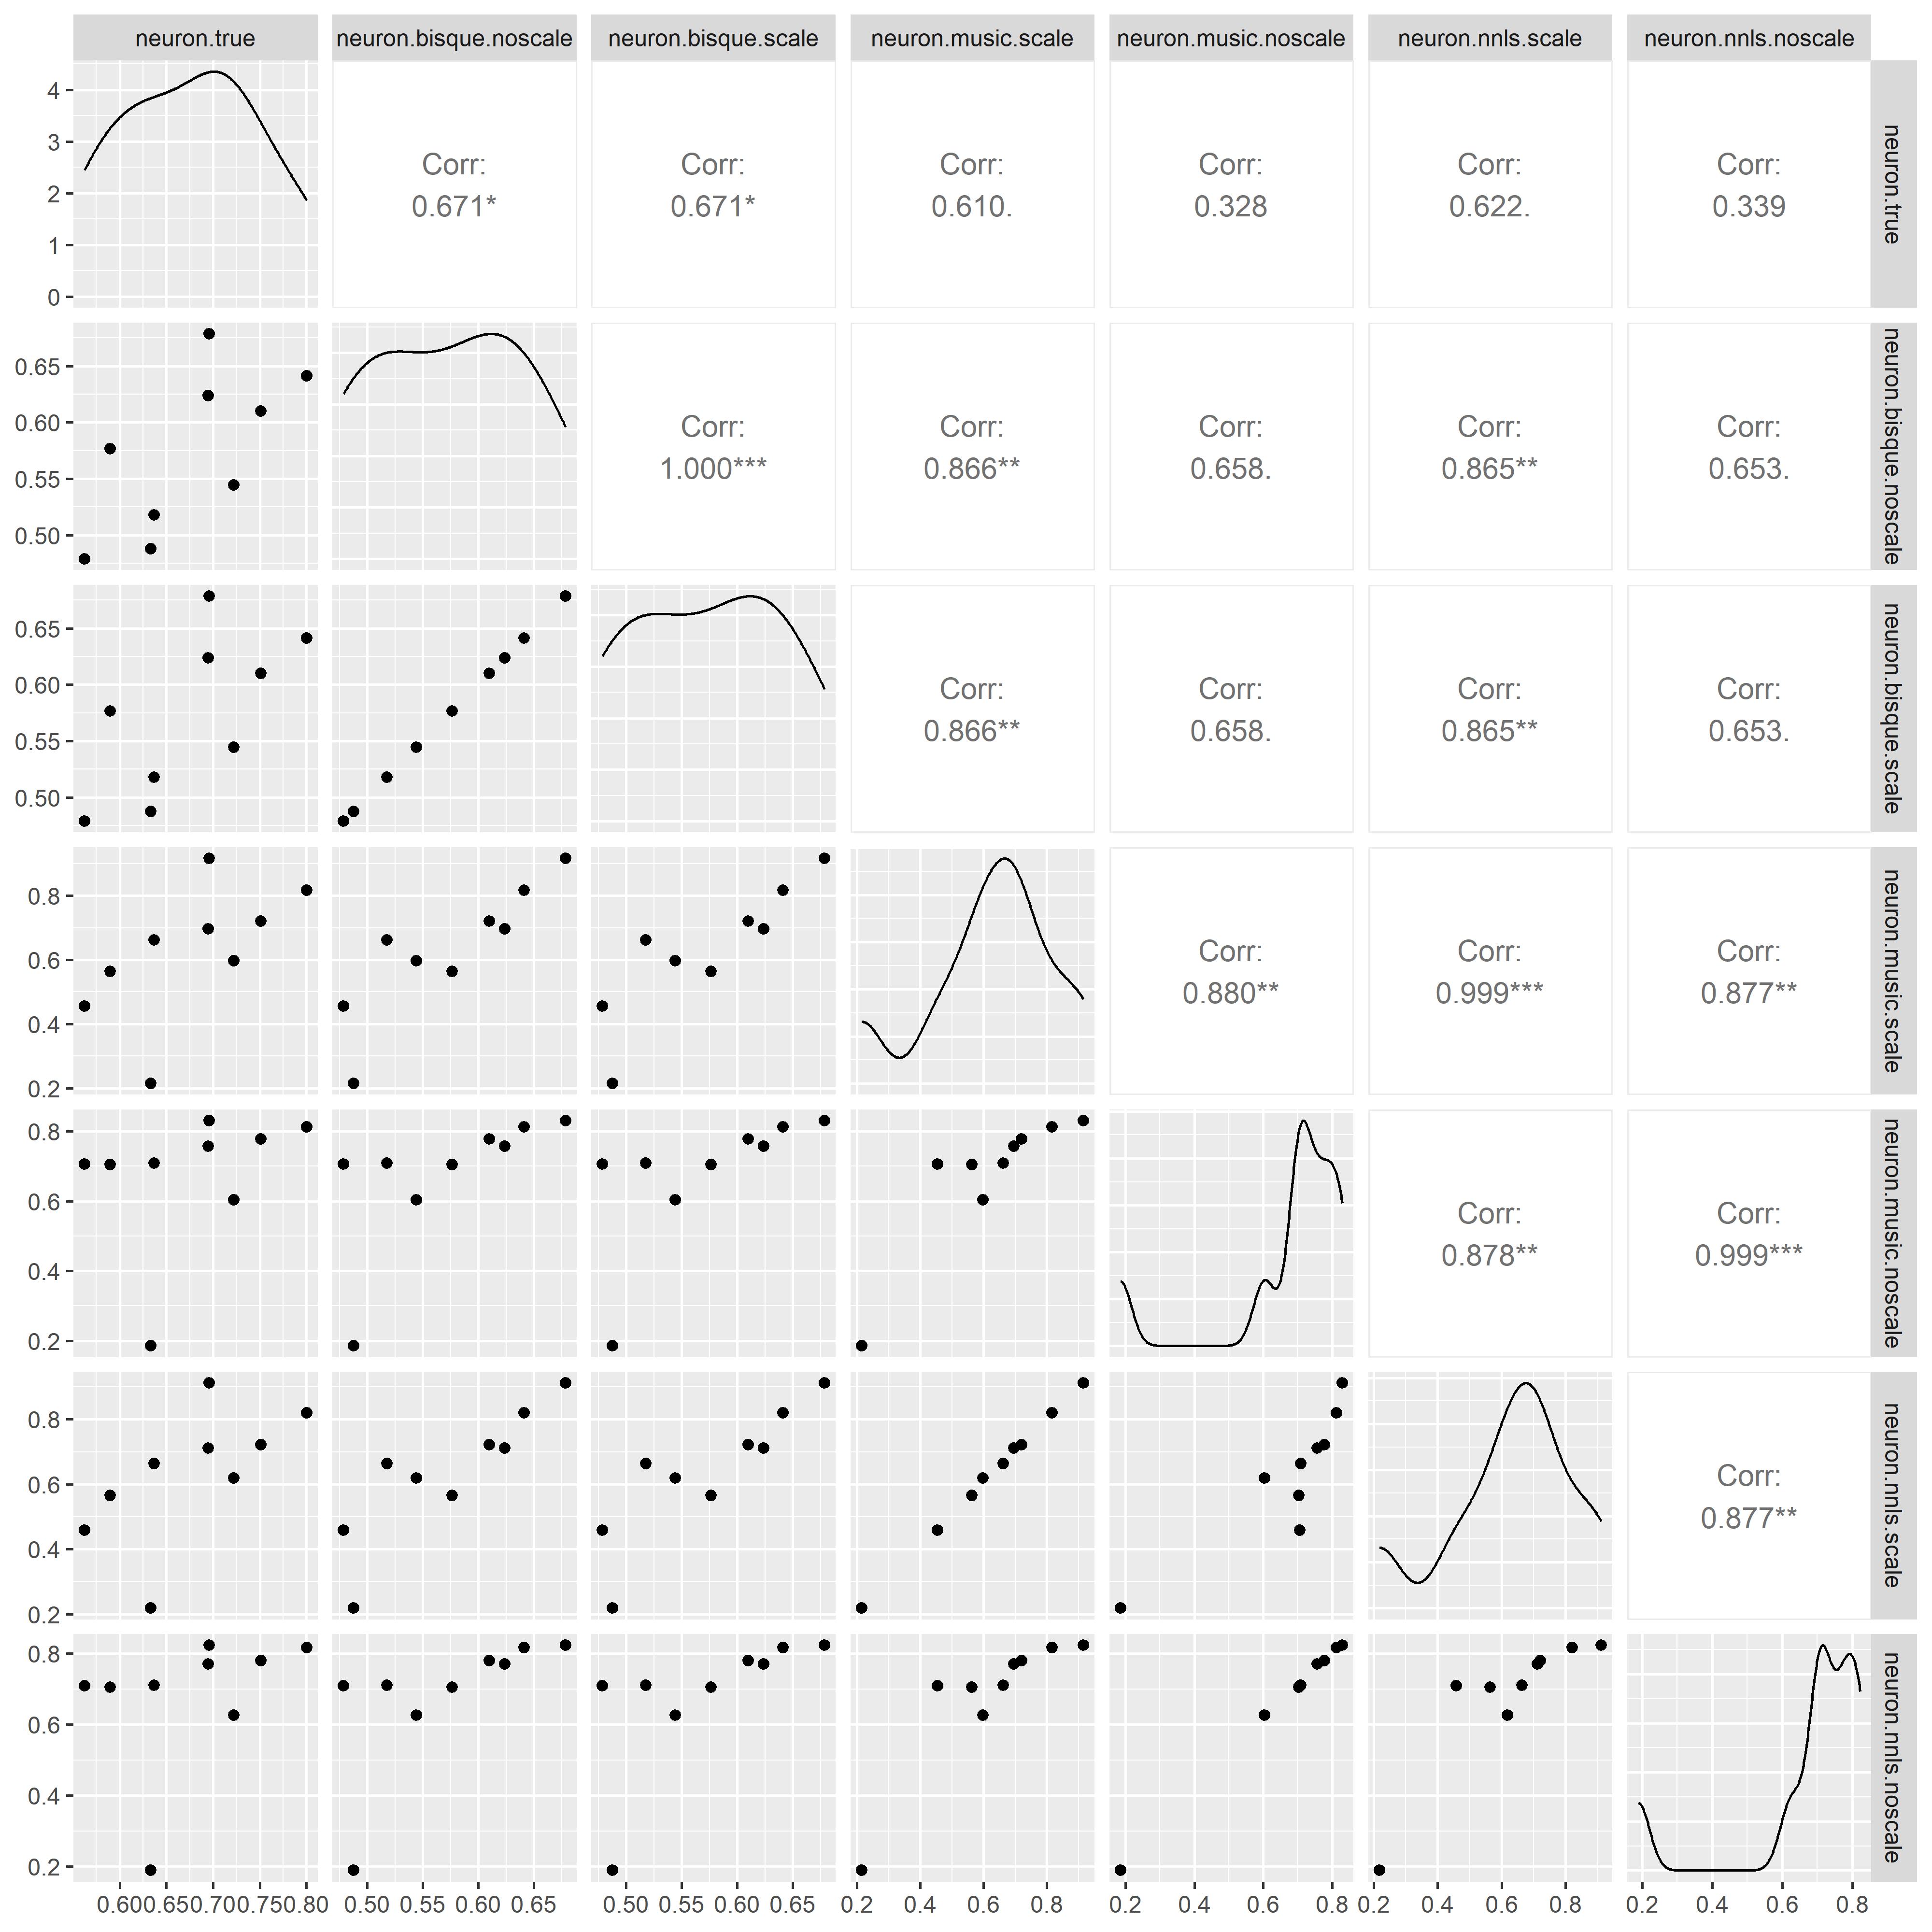 neuron.true
neuron.bisque.noscale
neuron.bisque.scale
neuron.music.scale
neuron.music.noscale
neuron.nnls.scale
neuron.nnls.noscale
4
3
2
1
0
Corr:
0.671*
Corr:
0.671*
Corr:
0.610.
Corr:
0.328
Corr:
0.622.
Corr:
0.339
neuron.true
0.65
0.60
0.55
0.50
Corr:
1.000***
Corr:
0.866**
Corr:
0.658.
Corr:
0.865**
Corr:
0.653.
neuron.bisque.noscale
0.65
0.60
0.55
0.50
Corr:
0.866**
Corr:
0.658.
Corr:
0.865**
Corr:
0.653.
neuron.bisque.scale
0.8
0.6
0.4
0.2
Corr:
0.880**
Corr:
0.999***
Corr:
0.877**
neuron.music.scale
0.8
0.6
0.4
0.2
Corr:
0.878**
Corr:
0.999***
neuron.music.noscale
0.8
0.6
0.4
0.2
Corr:
0.877**
neuron.nnls.scale
0.8
0.6
0.4
0.2
neuron.nnls.noscale
0.600 0.650 0.700 0.750 0.80
0.50 0.55 0.60 0.65
0.50 0.55 0.60 0.65
0.2 0.4 0.6 0.8
0.2 0.4 0.6 0.8
0.2 0.4 0.6 0.8
0.2 0.4 0.6 0.8